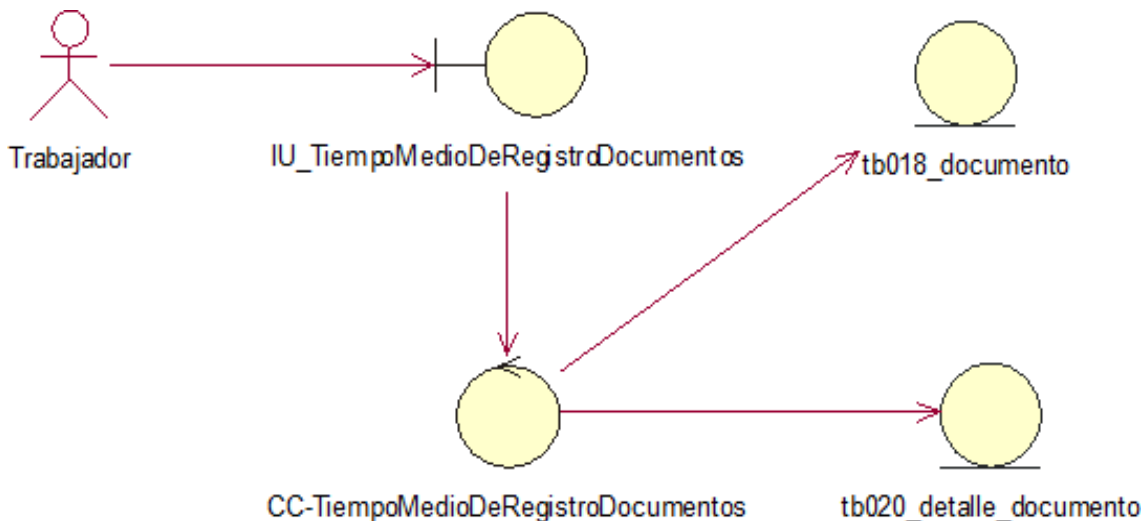 Trabajador
IU_TiempoMedioDeRegistroDocumentos
tb018_documento
CC-TiempoMedioDeRegistroDocumentos
tb020_detalle_documento